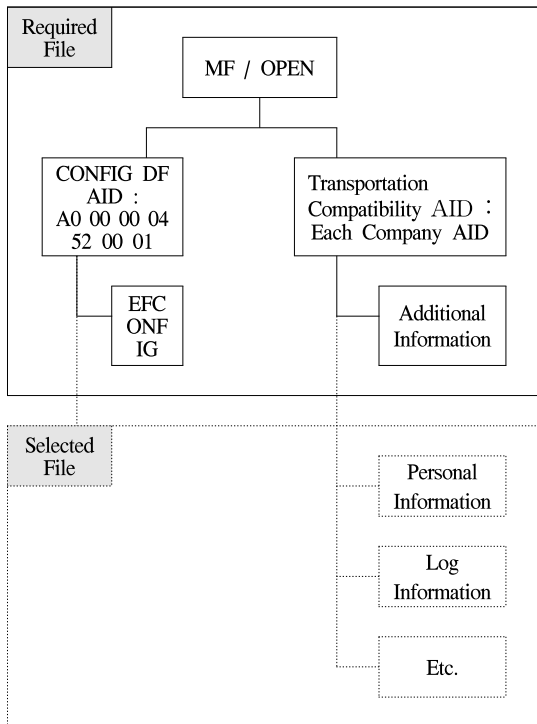 Required
File
MF / OPEN
CONFIG DF
AID :
A0 00 00 04
52 00 01
Transportation
Compatibility AID :
Each Company AID
EFC
ONF
IG
Additional
Information
Selected
File
Personal
Information
Log
Information
Etc.